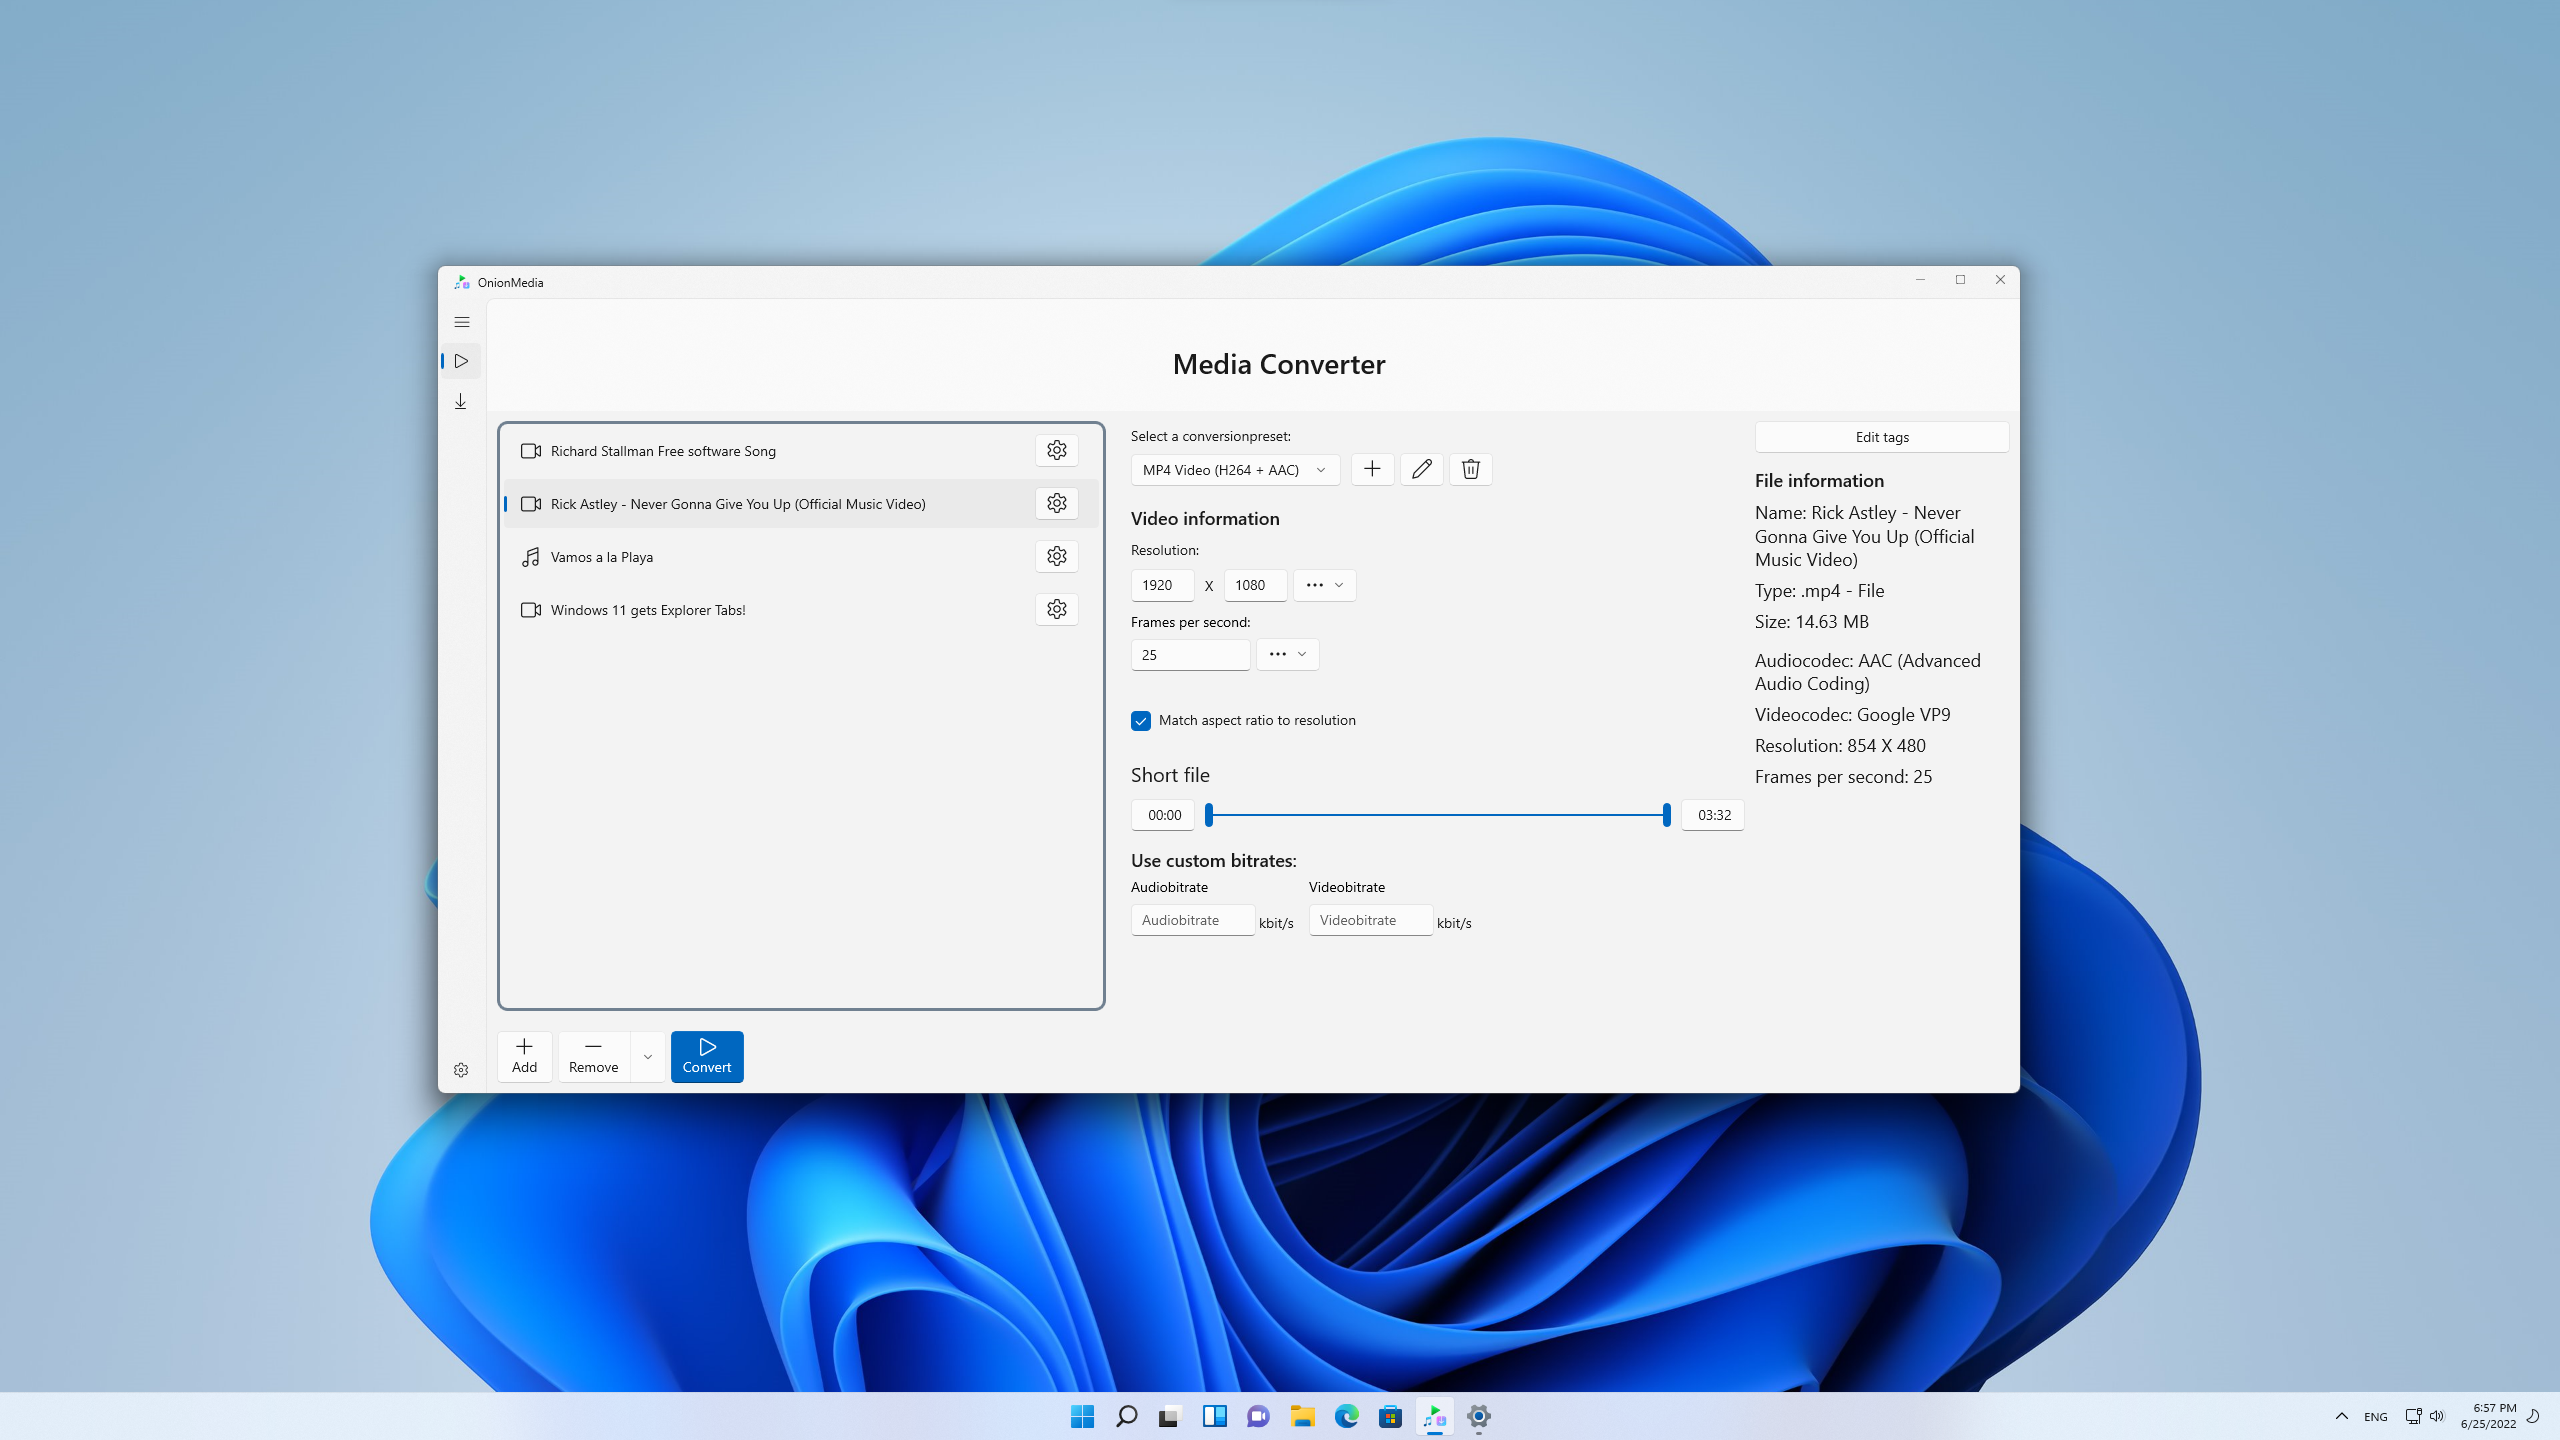 OnionMedia
Media Converter
Richard Stallman Free software Song
Rick Astley - Never Gonna Give You Up (Official Music Video)
Vamos a la Playa
Windows 11 gets Explorer Tabs!
Add
Remove
Convert
Select a conversionpreset:
MP4 Video (H264 + AAC)
Video information
Resolution:
1920 X 1080
Frames per second:
25
Match aspect ratio to resolution
Short file
00:00 03:32
Use custom bitrates:
Audiobitrate Videobitrate
Audiobitrate kbit/s Videobitrate kbit/s
Edit tags
File information
Name: Rick Astley - Never
Gonna Give You Up (Official
Music Video)
Type: .mp4 - File
Size: 14.63 MB
Audiocodec: AAC (Advanced
Audio Coding)
Videocodec: Google VP9
Resolution: 854 X 480
Frames per second: 25
ENG
6:57 PM
6/25/2022